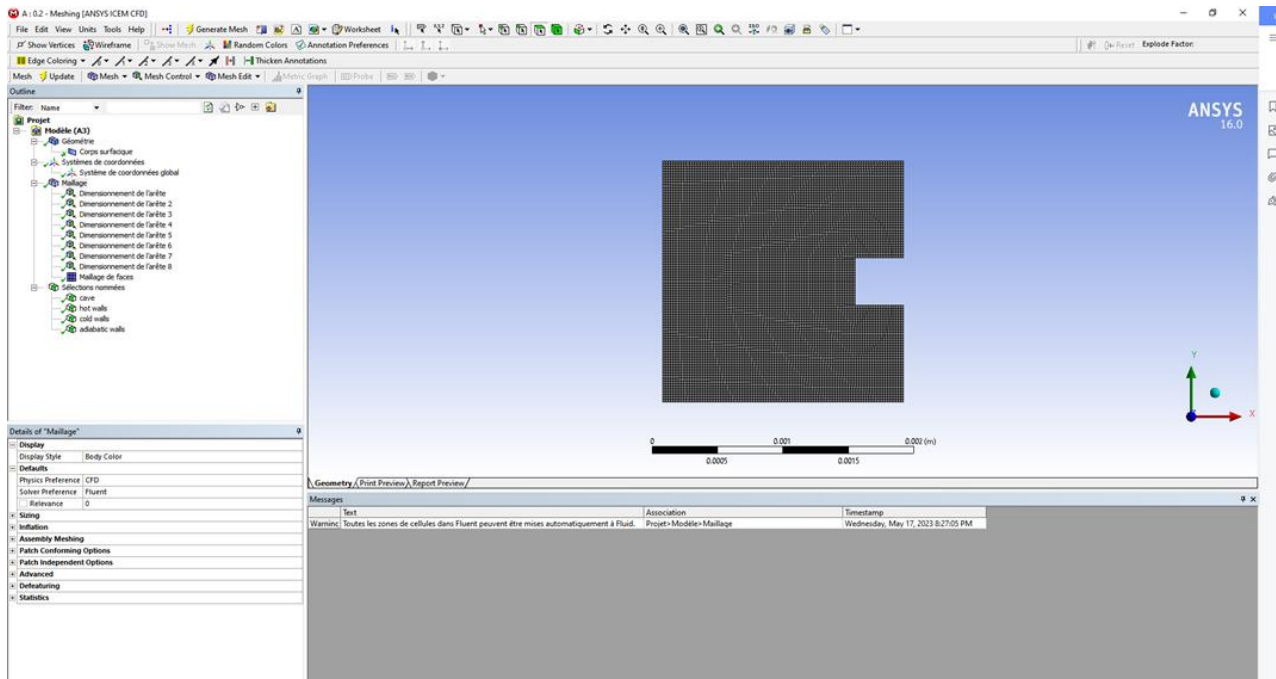 A : 0.2 - Meshing [ANSYS ICEM CFD]
File Edit View Units Tools Help Generate Mesh Worksheet
Show Vertices Wireframe Show Mesh Random Colors Annotation Preferences Reset Explode Factor:
Edge Coloring Thicken Annotations
Mesh Update Mesh Mesh Control Mesh Edit Metric Graph Probe
Outline
Filter: Name
Projet
Modèle (A3)
Géométrie
Corps surfacique
Systèmes de coordonnées
Système de coordonnées global
Maillage
Dimensionnement de l'arête
Dimensionnement de l'arête 2
Dimensionnement de l'arête 3
Dimensionnement de l'arête 4
Dimensionnement de l'arête 5
Dimensionnement de l'arête 6
Dimensionnement de l'arête 7
Dimensionnement de l'arête 8
Maillage de faces
Sélections nommées
cave
hot walls
cold walls
adiabatic walls
ANSYS
16.0
Y
X
0 0.001 0.002 (m)
0.0005 0.0015
Details of "Maillage"
Display
Display Style Body Color
Defaults
Physics Preference CFD
Solver Preference Fluent
Relevance 0
Sizing
Inflation
Assembly Meshing
Patch Conforming Options
Patch Independent Options
Advanced
Defeaturing
Statistics
Geometry Print Preview Report Preview
Messages
Text Association Timestamp
Warning Toutes les zones de cellules dans Fluent peuvent être mises automatiquement à Fluid. Projet>Modèle>Maillage Wednesday, May 17, 2023 8:27:05 PM